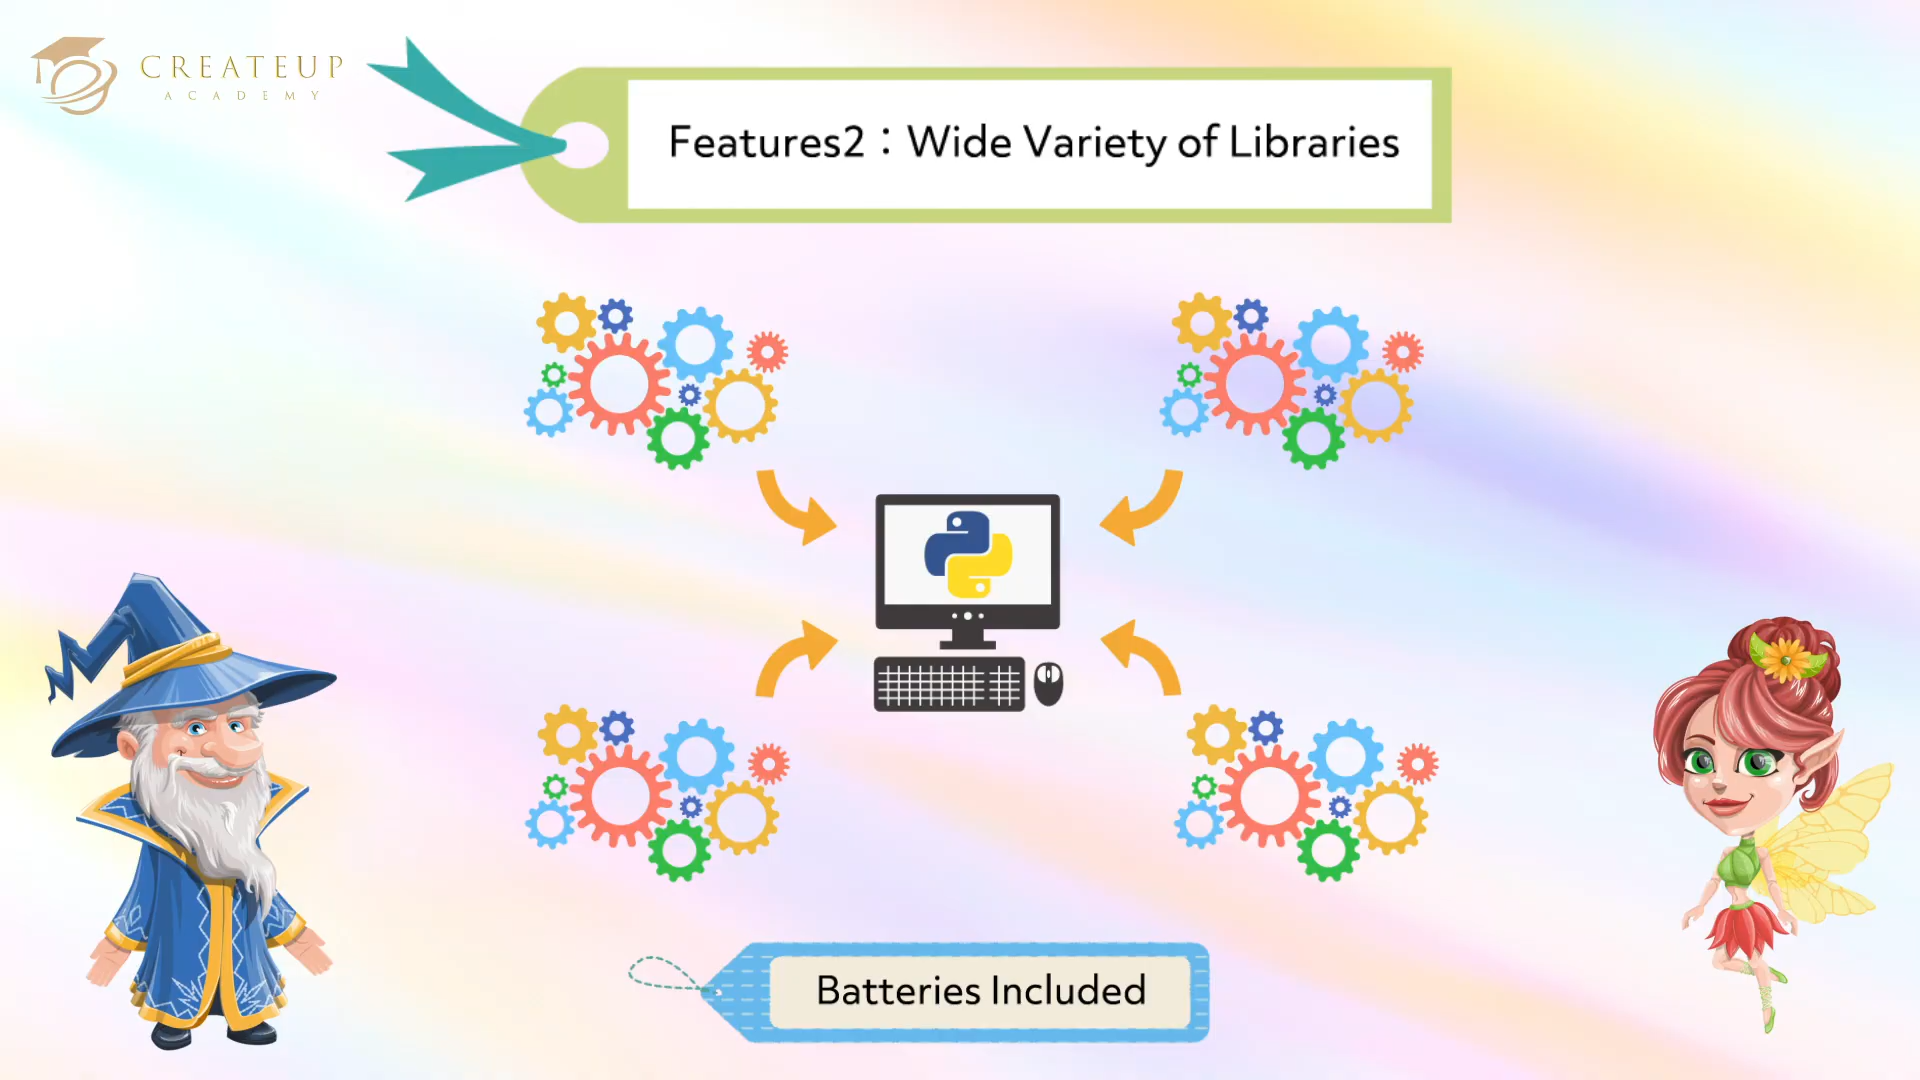 CREATEUP
ACADEMY
Features2：Wide Variety of Libraries
Batteries Included